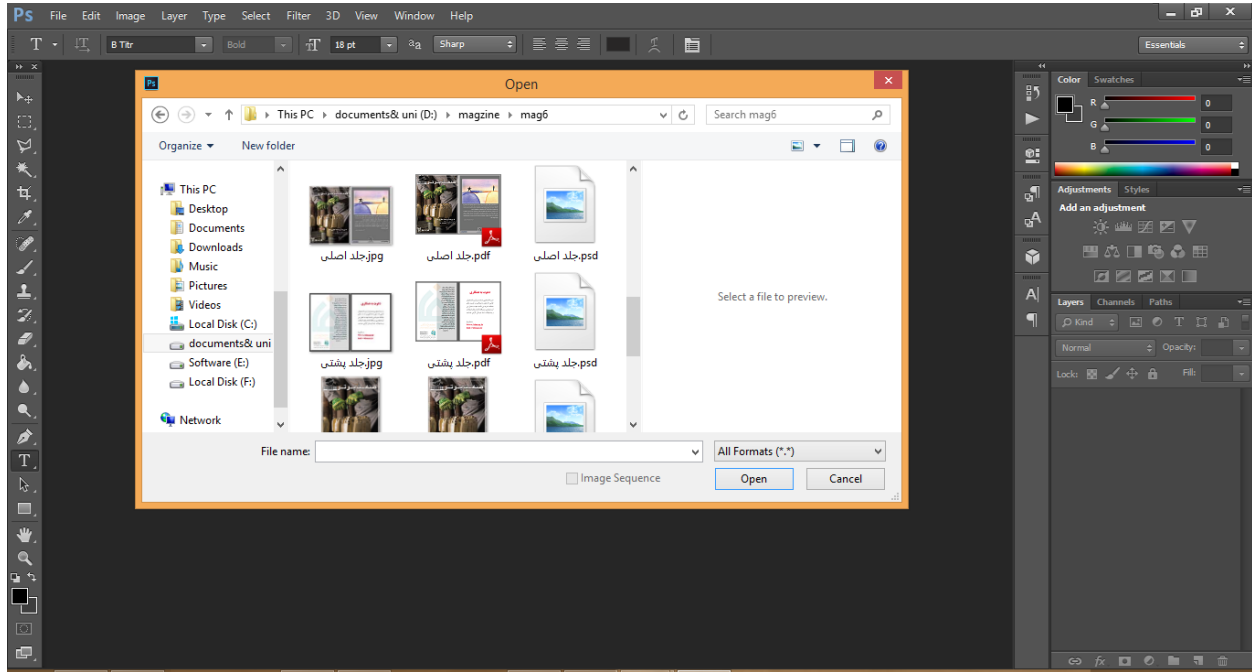 Ps File Edit Image Layer Type Select Filter 3D View Window Help
T B Titr Bold 18 pt aa Sharp Essentials
Ps Open
This PC documents& uni (D:) magzine mag6 Search mag6
Organize New folder
This PC
Desktop
Documents
Downloads
Music
Pictures
Videos
Local Disk (C:)
documents& uni
Software (E:)
Local Disk (F:)
Network
جلد اصلی.jpg جلد اصلی.pdf جلد اصلی.psd
جلد پشتی.jpg جلد پشتی.pdf جلد پشتی.psd
Select a file to preview.
File name: All Formats (*.*)
Image Sequence Open Cancel
Color Swatches
R 0
G 0
B 0
Adjustments Styles
Add an adjustment
Layers Channels Paths
Kind
Normal Opacity:
Lock: Fill:
fx